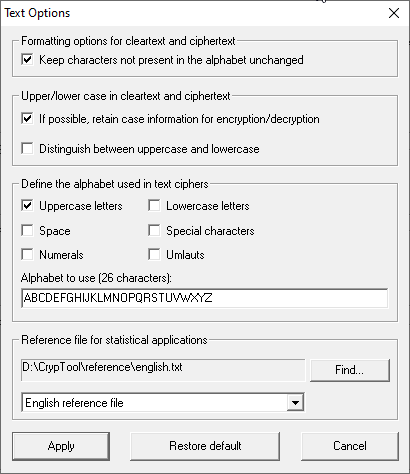 Text Options
Formatting options for cleartext and ciphertext
Keep characters not present in the alphabet unchanged
Upper/lower case in cleartext and ciphertext
If possible, retain case information for encryption/decryption
Distinguish between uppercase and lowercase
Define the alphabet used in text ciphers
Uppercase letters Lowercase letters
Space Special characters
Numerals Umlauts
Alphabet to use (26 characters):
ABCDEFGHIJKLMNOPQRSTUVWXYZ
Reference file for statistical applications
D:\CrypTool\reference\english.txt Find...
English reference file
Apply Restore default Cancel